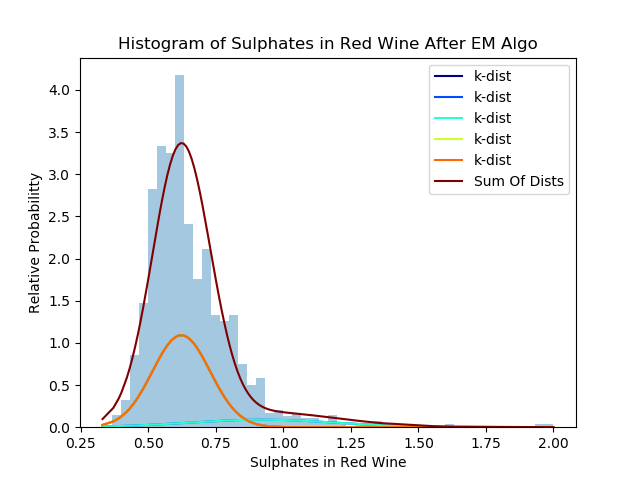 Histogram of Sulphates in Red Wine After EM Algo
k-dist
k-dist
k-dist
k-dist
k-dist
Sum Of Dists
Relative Probabilitty
4.0
3.5
3.0
2.5
2.0
1.5
1.0
0.5
0.0
0.25 0.50 0.75 1.00 1.25 1.50 1.75 2.00
Sulphates in Red Wine